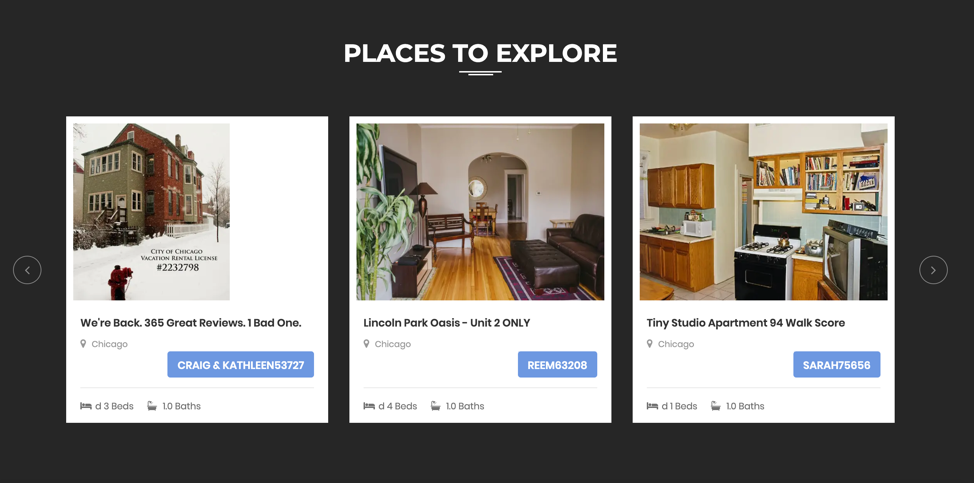 PLACES TO EXPLORE
CITY OF CHICAGO
VACATION RENTAL LICENSE
#2232798
We're Back. 365 Great Reviews. 1 Bad One.
Chicago
CRAIG & KATHLEEN53727
d 3 Beds 1.0 Baths
Lincoln Park Oasis - Unit 2 ONLY
Chicago
REEM63208
d 4 Beds 1.0 Baths
Tiny Studio Apartment 94 Walk Score
Chicago
SARAH75656
d 1 Beds 1.0 Baths